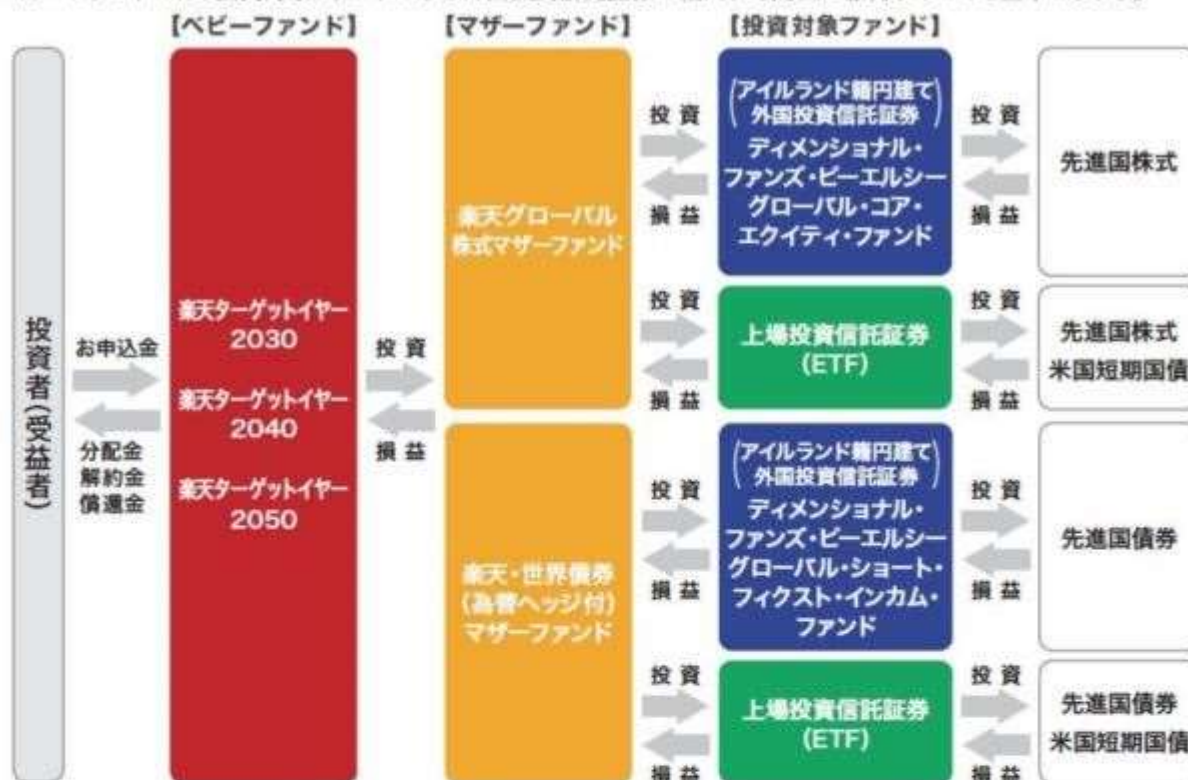 【ベビーファンド】
【マザーファンド】
【投資対象ファンド】
投資者(受益者)
お申込金
分配金
解約金
償還金
楽天ターゲットイヤー
2030
楽天ターゲットイヤー
2040
楽天ターゲットイヤー
2050
投資
損益
楽天グローバル
株式マザーファンド
投資
損益
(アイルランド籍円建て
外国投資信託証券)
ディメンショナル・
ファンズ・ピーエルシー
グローバル・コア・
エクイティ・ファンド
投資
損益
先進国株式
投資
損益
上場投資信託証券
(ETF)
投資
損益
先進国株式
米国短期国債
楽天・世界債券
(為替ヘッジ付)
マザーファンド
投資
損益
(アイルランド籍円建て
外国投資信託証券)
ディメンショナル・
ファンズ・ピーエルシー
グローバル・ショート・
フィクスト・インカム・
ファンド
投資
損益
先進国債券
投資
損益
上場投資信託証券
(ETF)
投資
損益
先進国債券
米国短期国債